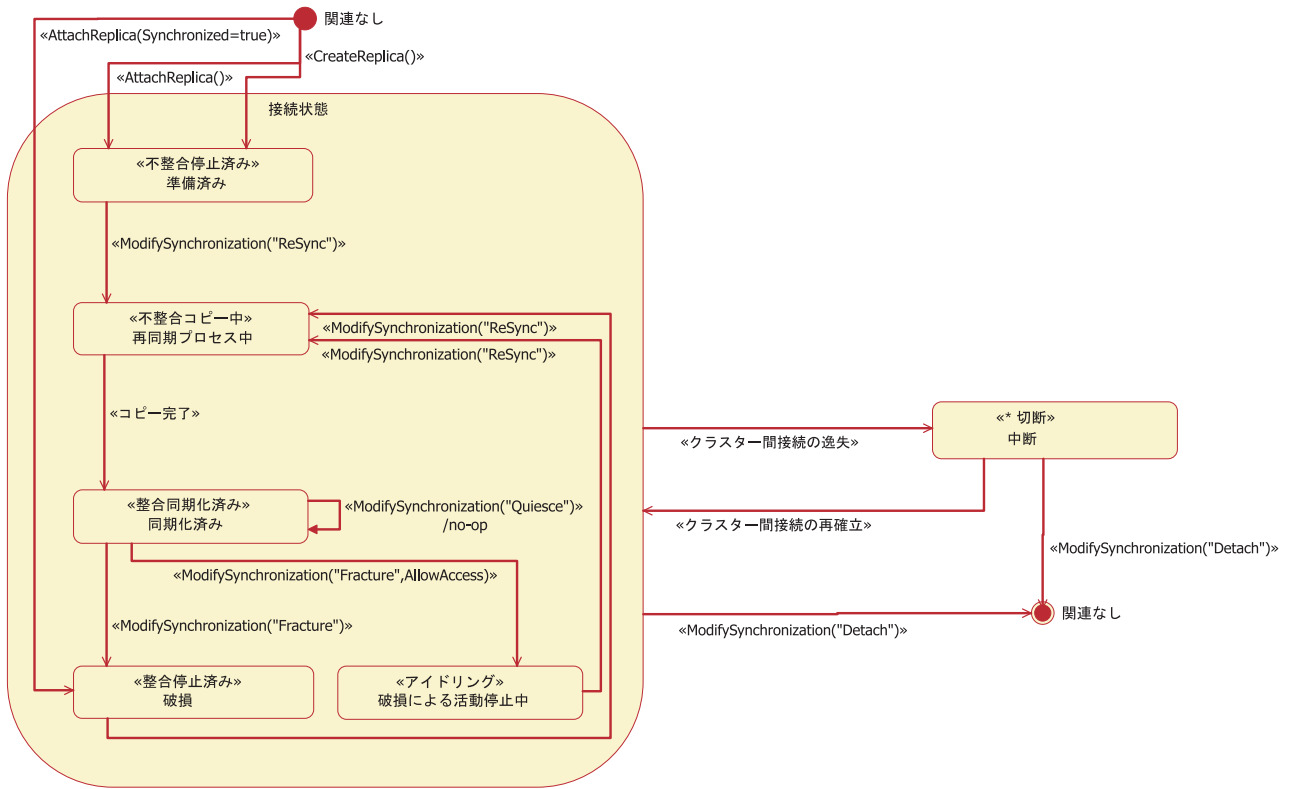 関連なし
«AttachReplica(Synchronized=true)»
«CreateReplica()»
«AttachReplica()»
接続状態
«不整合停止済み»
準備済み
«ModifySynchronization("ReSync")»
«不整合コピー中»
再同期プロセス中
«ModifySynchronization("ReSync")»
«ModifySynchronization("ReSync")»
«コピー完了»
«* 切断»
中断
«クラスター間接続の逸失»
«整合同期化済み»
同期化済み
«ModifySynchronization("Quiesce")»
/no-op
«クラスター間接続の再確立»
«ModifySynchronization("Detach")»
«ModifySynchronization("Fracture",AllowAccess)»
«ModifySynchronization("Fracture")»
関連なし
«ModifySynchronization("Detach")»
«整合停止済み»
破損
«アイドリング»
破損による活動停止中